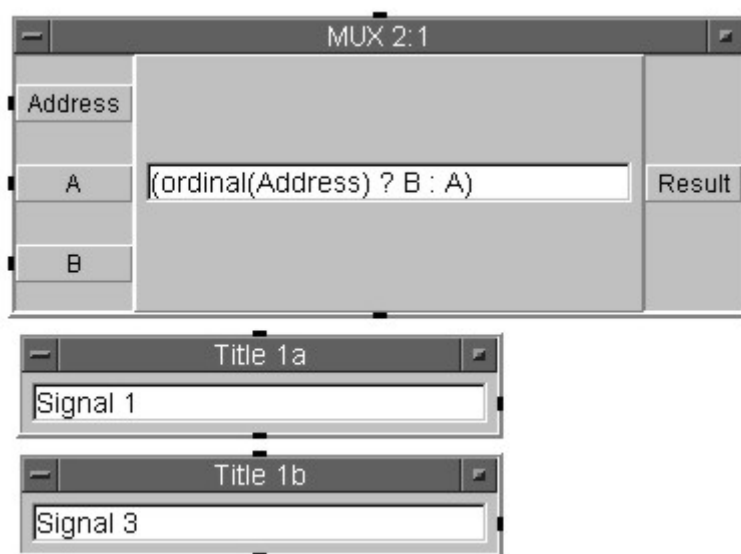 MUX 2:1
Address
A
(ordinal(Address) ? B : A)
Result
B
Title 1a
Signal 1
Title 1b
Signal 3